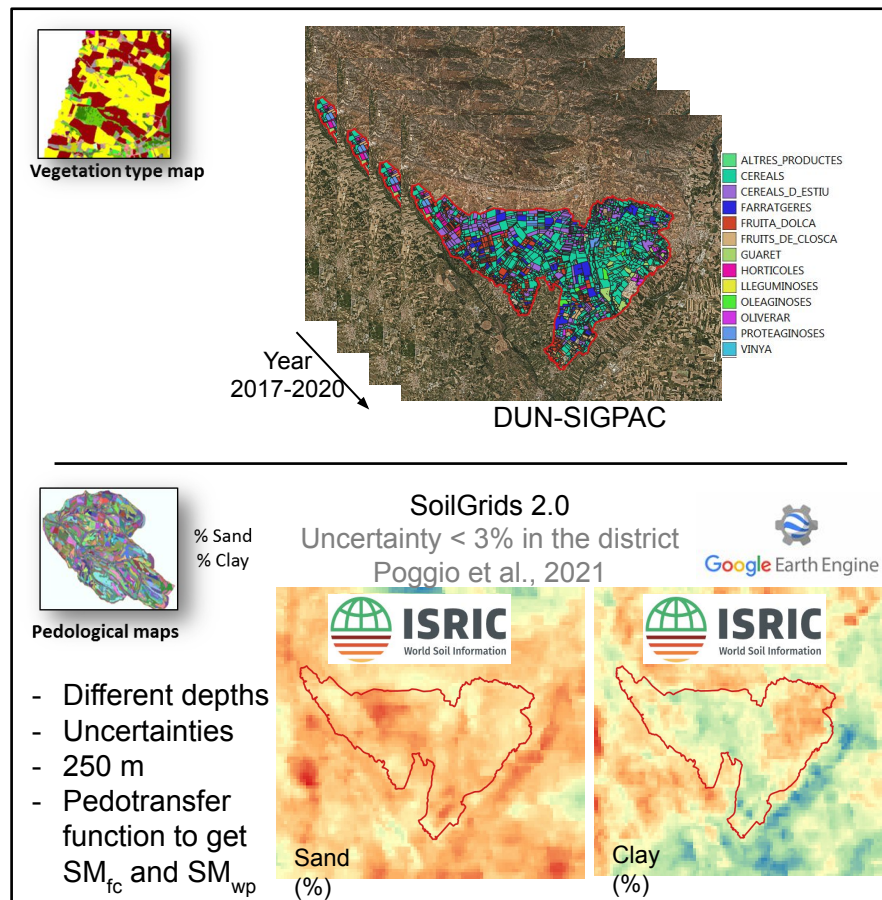 Vegetation type map
ALTRES_PRODUCTES
CEREALS
CEREALS_D_ESTIU
FARRATGERES
FRUITA_DOLCA
FRUITS_DE_CLOSCA
GUARET
HORTICOLES
LLEGUMINOSES
OLEAGINOSES
OLIVERAR
PROTEAGINOSES
VINYA
Year
2017-2020
DUN-SIGPAC
% Sand
% Clay
Pedological maps
SoilGrids 2.0
Uncertainty < 3% in the district
Poggio et al., 2021
Google Earth Engine
ISRIC
World Soil Information
ISRIC
World Soil Information
- Different depths
- Uncertainties
- 250 m
- Pedotransfer
function to get
SMfc and SMwp
Sand
(%)
Clay
(%)